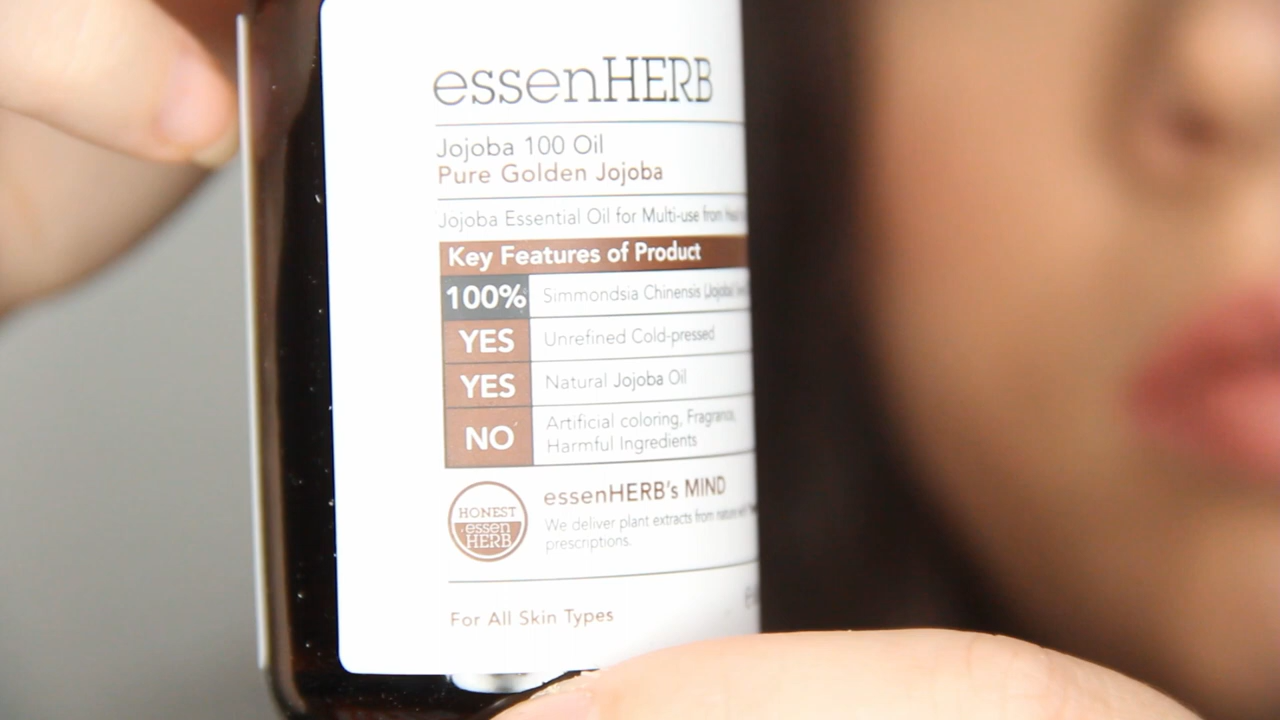 essenHERB
Jojoba 100 Oil
Pure Golden Jojoba
Jojoba Essential Oil for Multi-use from
Key Features of Product
100% Simmondsia Chinensis (Jojoba)
YES Unrefined Cold-pressed
YES Natural Jojoba Oil
NO Artificial coloring, Fragrance,
Harmful Ingredients
essenHERB's MIND
HONEST
essen
HERB
We deliver plant extracts from nature
prescriptions.
For All Skin Types